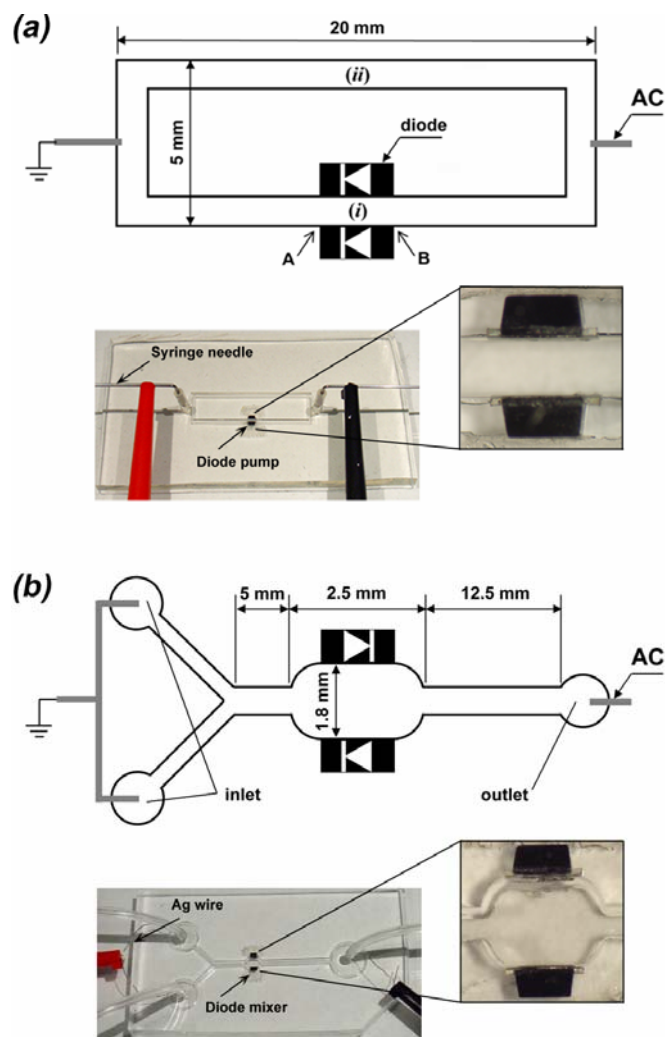 (a)
20 mm
(ii)
AC
5 mm
diode
(i)
A
B
Syringe needle
Diode pump
(b)
5 mm
2.5 mm
12.5 mm
AC
1.8 mm
inlet
outlet
Ag wire
Diode mixer